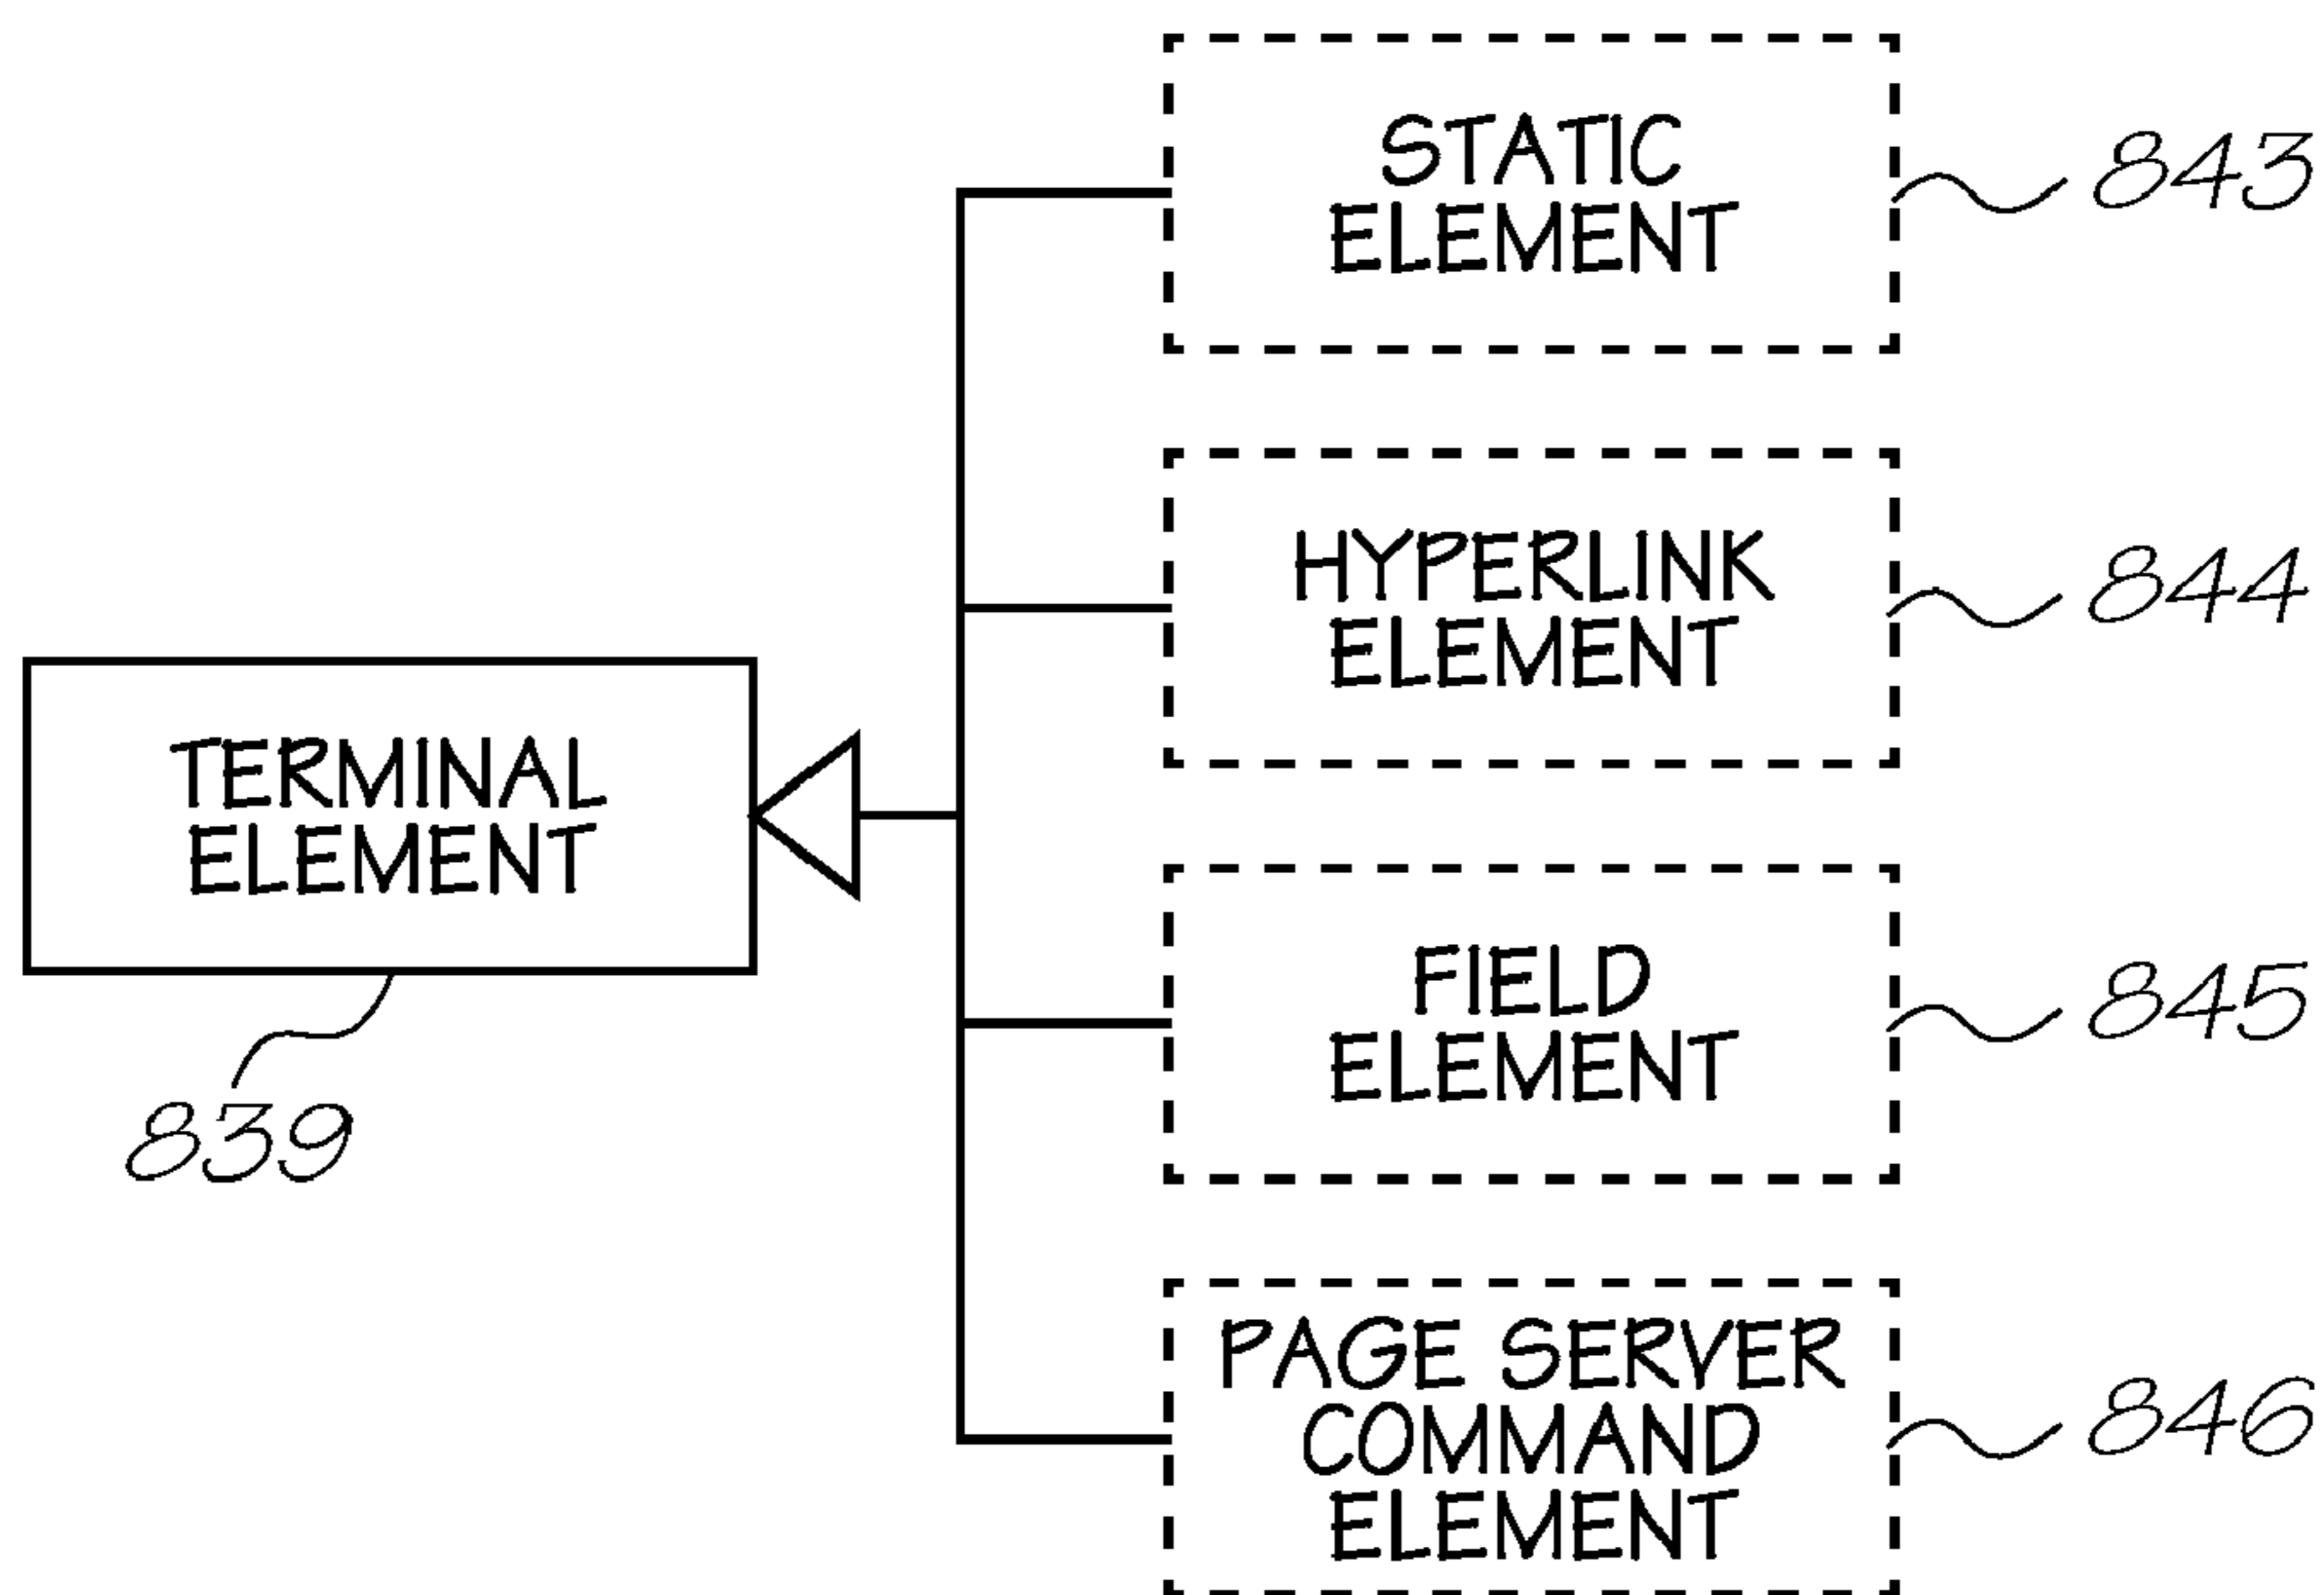 STATIC
ELEMENT
843
HYPERLINK
ELEMENT
844
TERMINAL
ELEMENT
839
FIELD
ELEMENT
845
PAGE SERVER
COMMAND
ELEMENT
846